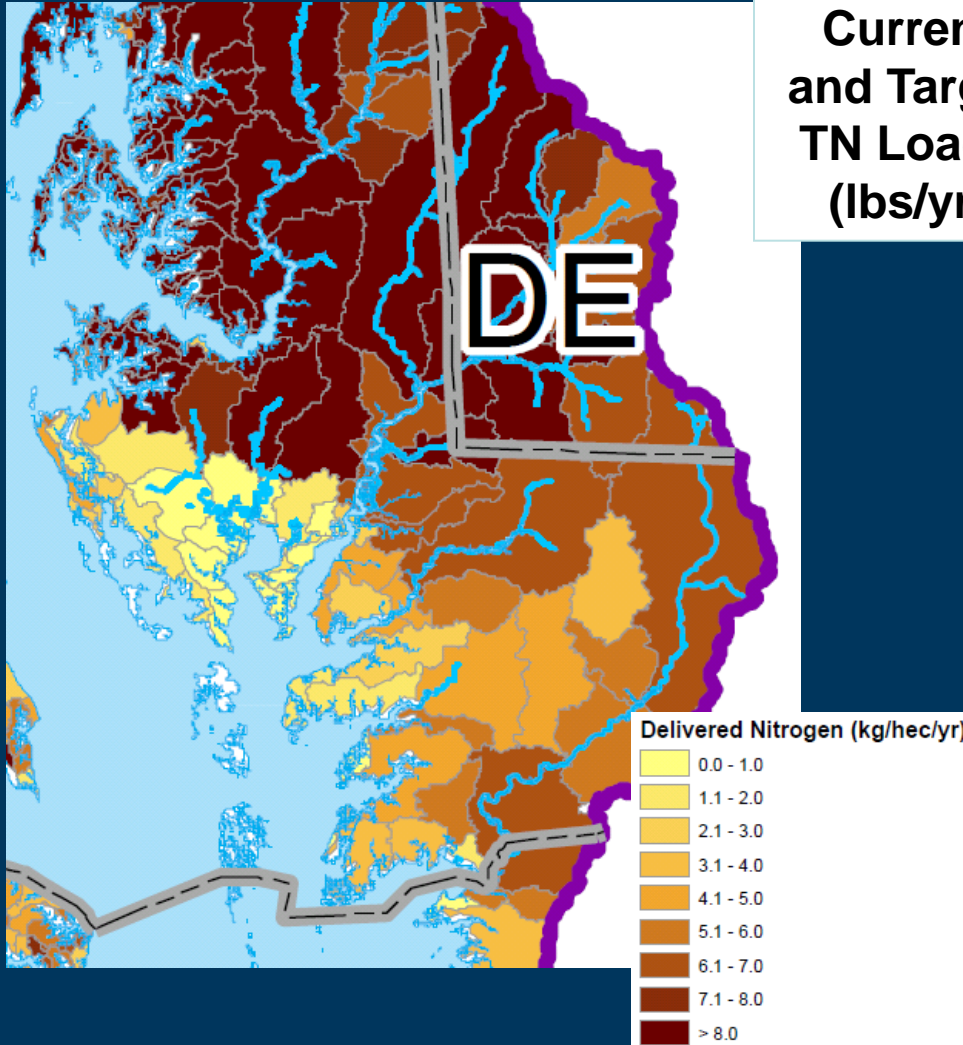 Curren
and Targ
TN Loa
(lbs/yr
DE
Delivered Nitrogen (kg/hec/yr)
0.0 - 1.0
1.1 - 2.0
2.1 - 3.0
3.1 - 4.0
4.1 - 5.0
5.1 - 6.0
6.1 - 7.0
7.1 - 8.0
> 8.0